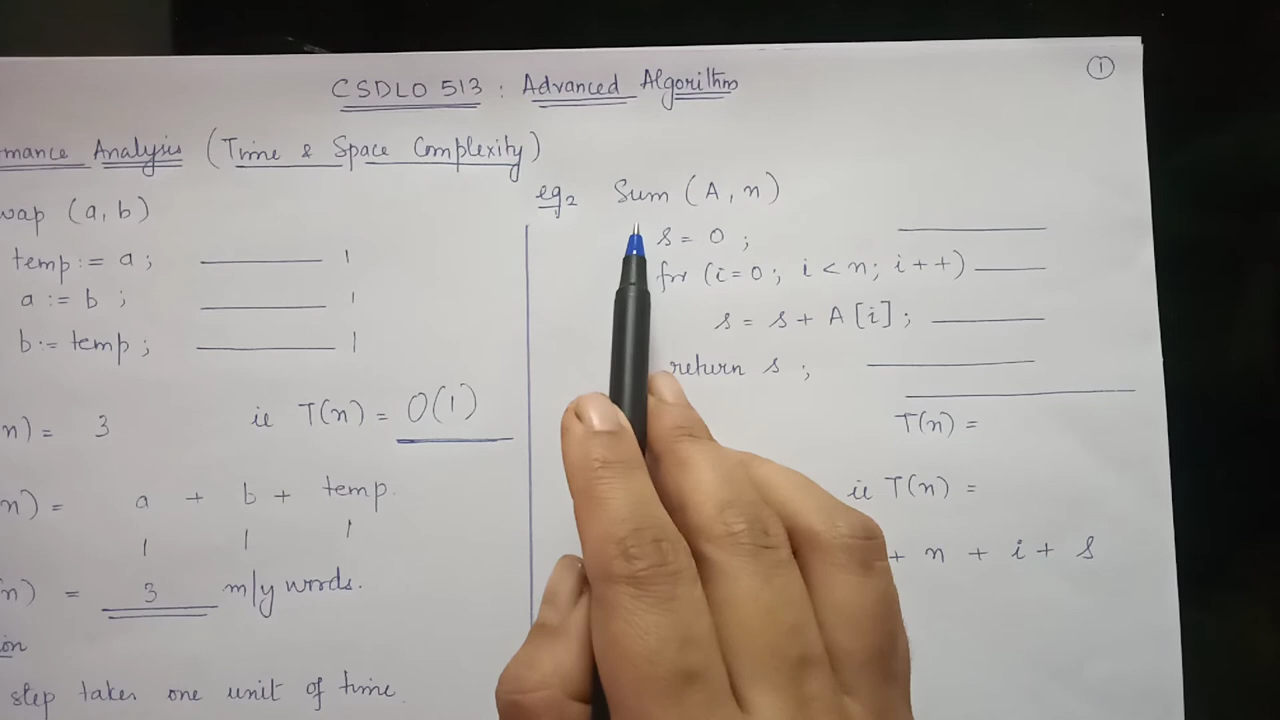 ①
CSDLO 513 : Advanced Algorithm
mance Analysis (Time & Space Complexity)
wap (a, b)
temp := a ; 1
a := b ; 1
b := temp ; 1
n) = 3 ie T(n) = O(1)
n) = a + b + temp.
1 1 1
n) = 3 m/y words.
on
step takes one unit of time.
eg2 Sum (A, n)
s = 0 ;
for (i = 0 ; i < n ; i++)
s = s + A[i] ;
return s ;
T(n) =
ie T(n) =
+ n + i + s